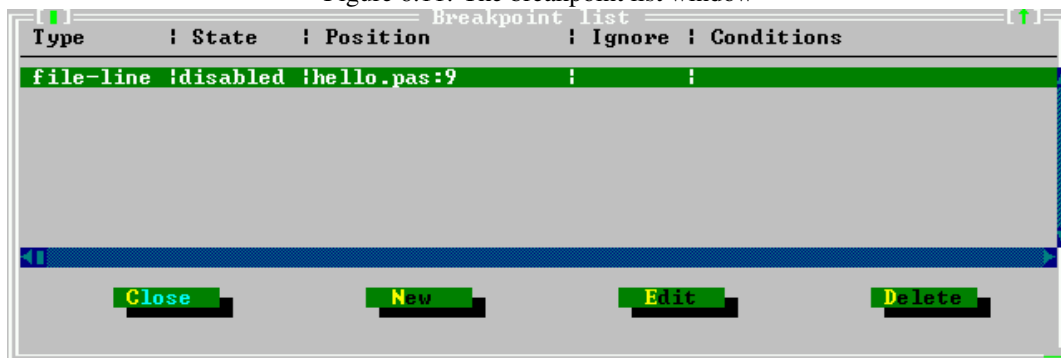 Figure 6.11: The breakpoint list window
Breakpoint list
Type ¦ State ¦ Position ¦ Ignore ¦ Conditions
file-line ¦disabled ¦hello.pas:9 ¦ ¦
Close New Edit Delete